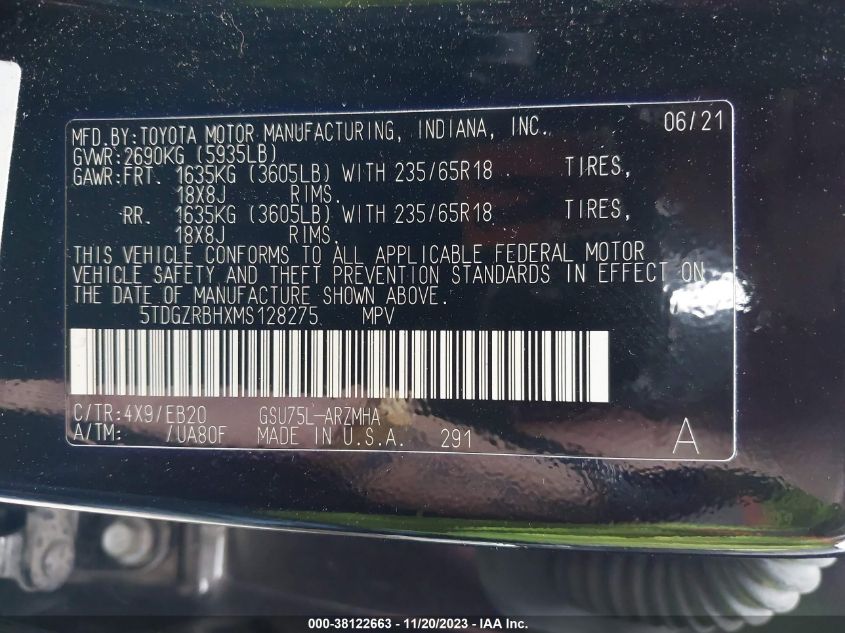 MFD.BY:TOYOTA MOTOR MANUFACTURING, INDIANA, INC. 06/21
GVWR:2690KG (5935LB)
GAWR:FRT. 1635KG (3605LB) WITH 235/65R18 TIRES,
18X8J RIMS.
RR. 1635KG (3605LB) WITH 235/65R18 TIRES,
18X8J RIMS.
THIS VEHICLE CONFORMS TO ALL APPLICABLE FEDERAL MOTOR
VEHICLE SAFETY AND THEFT PREVENTION STANDARDS IN EFFECT ON
THE DATE OF MANUFACTURE SHOWN ABOVE.
5TDGZRBHXMS128275 MPV
C/TR:4X9/EB20 GSU75L-ARZMHA
A/TM: /UA80F MADE IN U.S.A. 291 A
000-38122663 - 11/20/2023 - IAA Inc.